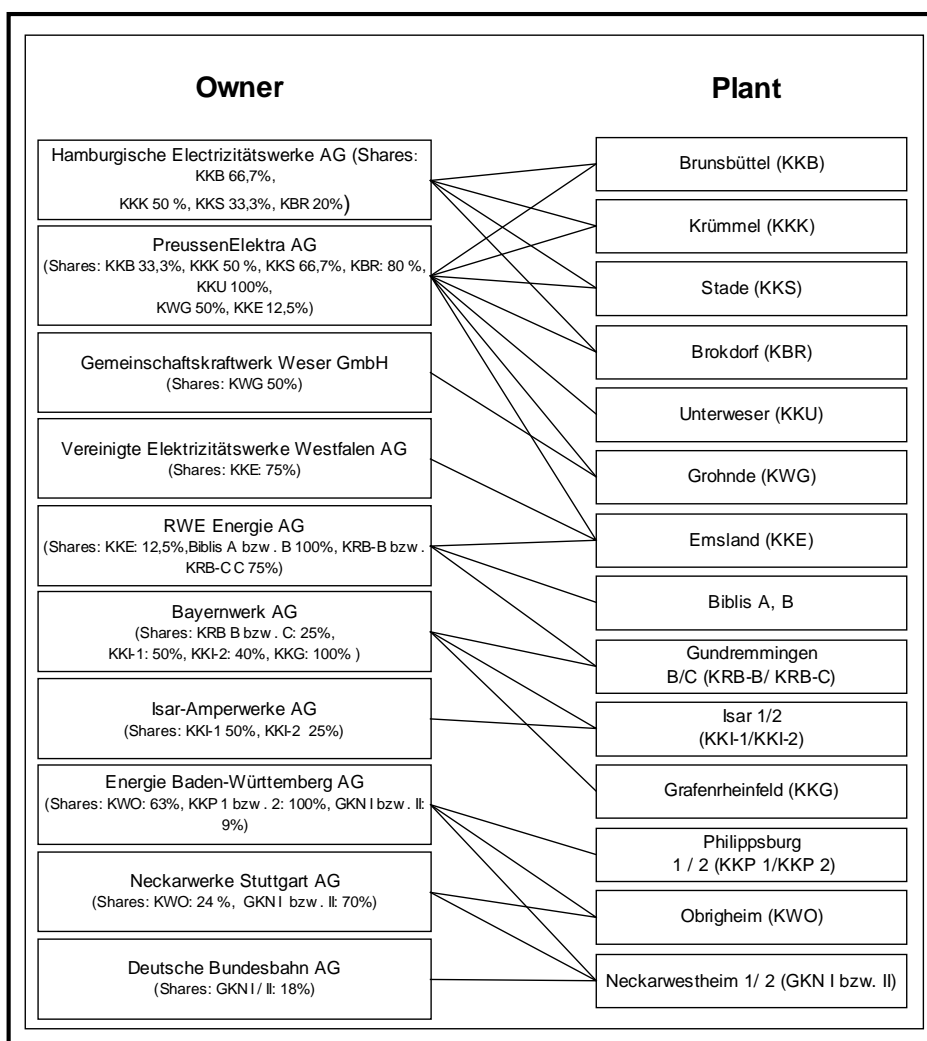 Owner
Hamburgische Electrizitätswerke AG (Shares:
KKB 66,7%,
KKK 50 %, KKS 33,3%, KBR 20%)
PreussenElektra AG
(Shares: KKB 33,3%, KKK 50 %, KKS 66,7%, KBR: 80 %,
KKU 100%,
KWG 50%, KKE 12,5%)
Gemeinschaftskraftwerk Weser GmbH
(Shares: KWG 50%)
Vereinigte Elektrizitätswerke Westfalen AG
(Shares: KKE: 75%)
RWE Energie AG
(Shares: KKE: 12,5%,Biblis A bzw. B 100%, KRB-B bzw.
KRB-C C 75%)
Bayernwerk AG
(Shares: KRB B bzw. C: 25%,
KKI-1: 50%, KKI-2: 40%, KKG: 100% )
Isar-Amperwerke AG
(Shares: KKI-1 50%, KKI-2 25%)
Energie Baden-Württemberg AG
(Shares: KWO: 63%, KKP 1 bzw. 2: 100%, GKN I bzw. II:
9%)
Neckarwerke Stuttgart AG
(Shares: KWO: 24 %, GKN I bzw. II: 70%)
Deutsche Bundesbahn AG
(Shares: GKN I / II: 18%)
Plant
Brunsbüttel (KKB)
Krümmel (KKK)
Stade (KKS)
Brokdorf (KBR)
Unterweser (KKU)
Grohnde (KWG)
Emsland (KKE)
Biblis A, B
Gundremmingen
B/C (KRB-B/ KRB-C)
Isar 1/2
(KKI-1/KKI-2)
Grafenrheinfeld (KKG)
Philippsburg
1 / 2 (KKP 1/KKP 2)
Obrigheim (KWO)
Neckarwestheim 1/ 2 (GKN I bzw. II)